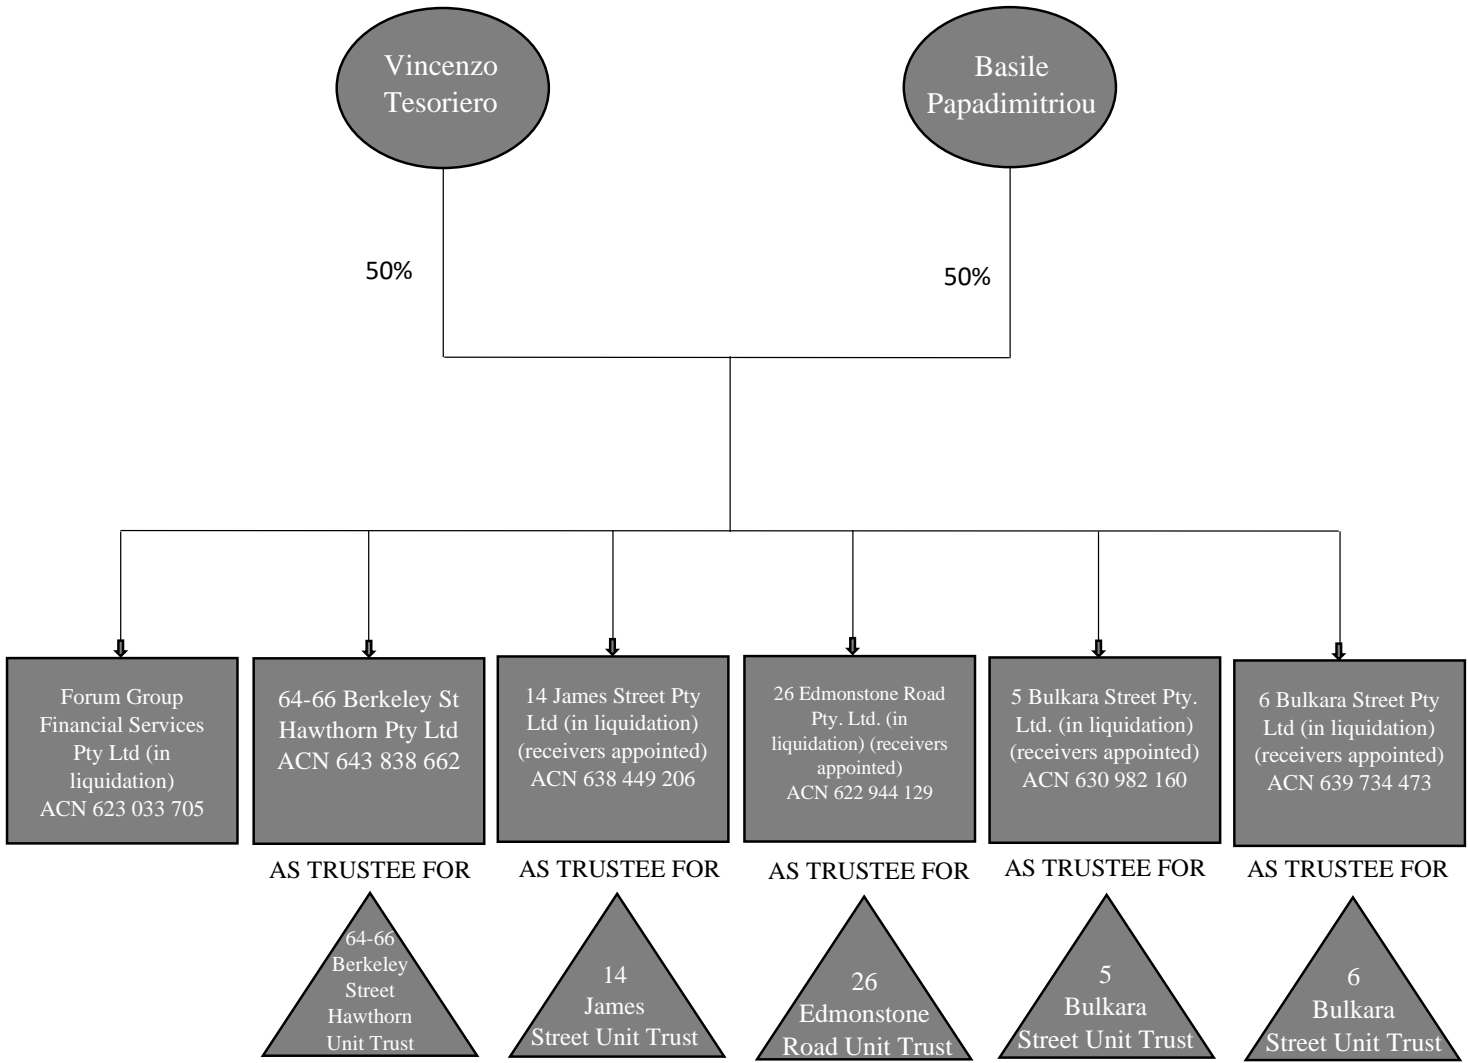 Vincenzo
Tesoriero
Basile
Papadimitriou
50%
50%
Forum Group
Financial Services
Pty Ltd (in
liquidation)
ACN 623 033 705
64-66 Berkeley St
Hawthorn Pty Ltd
ACN 643 838 662
14 James Street Pty
Ltd (in liquidation)
(receivers appointed)
ACN 638 449 206
26 Edmonstone Road
Pty. Ltd. (in
liquidation) (receivers
appointed)
ACN 622 944 129
5 Bulkara Street Pty.
Ltd. (in liquidation)
(receivers appointed)
ACN 630 982 160
6 Bulkara Street Pty
Ltd (in liquidation)
(receivers appointed)
ACN 639 734 473
AS TRUSTEE FOR
AS TRUSTEE FOR
AS TRUSTEE FOR
AS TRUSTEE FOR
AS TRUSTEE FOR
64-66
Berkeley
Street
Hawthorn
Unit Trust
14
James
Street Unit Trust
26
Edmonstone
Road Unit Trust
5
Bulkara
Street Unit Trust
6
Bulkara
Street Unit Trust